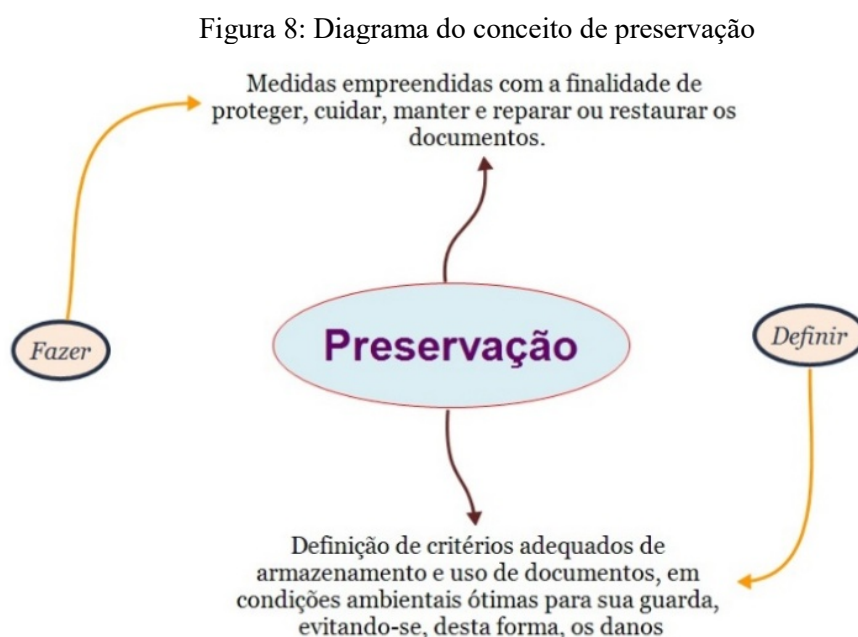 Figura 8: Diagrama do conceito de preservação
Medidas empreendidas com a finalidade de
proteger, cuidar, manter e reparar ou restaurar os
documentos.
Fazer
Preservação
Definir
Definição de critérios adequados de
armazenamento e uso de documentos, em
condições ambientais ótimas para sua guarda,
evitando-se, desta forma, os danos